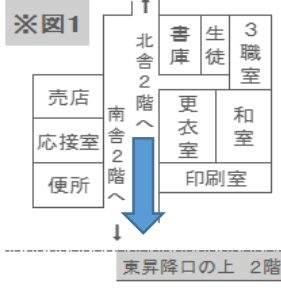 ※図1
↑
北舎2階へ
書庫
生徒
3職室
売店
応接室
便所
南舎2階へ
↓
更衣室
和室
印刷室
東昇降口の上 2階